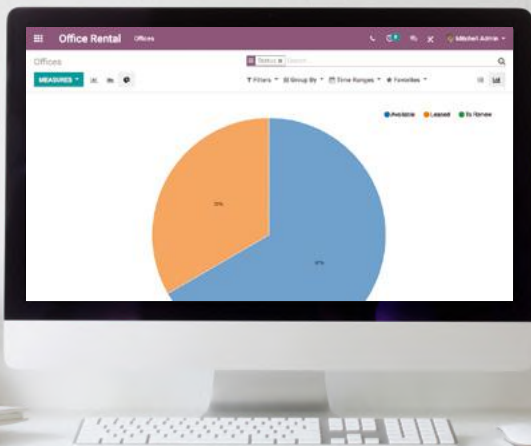 Office Rental Offices
Mitchell Admin
Offices
Status
Search
MEASURES
Filters Group By Time Ranges Favorites
Available Leased To Renew